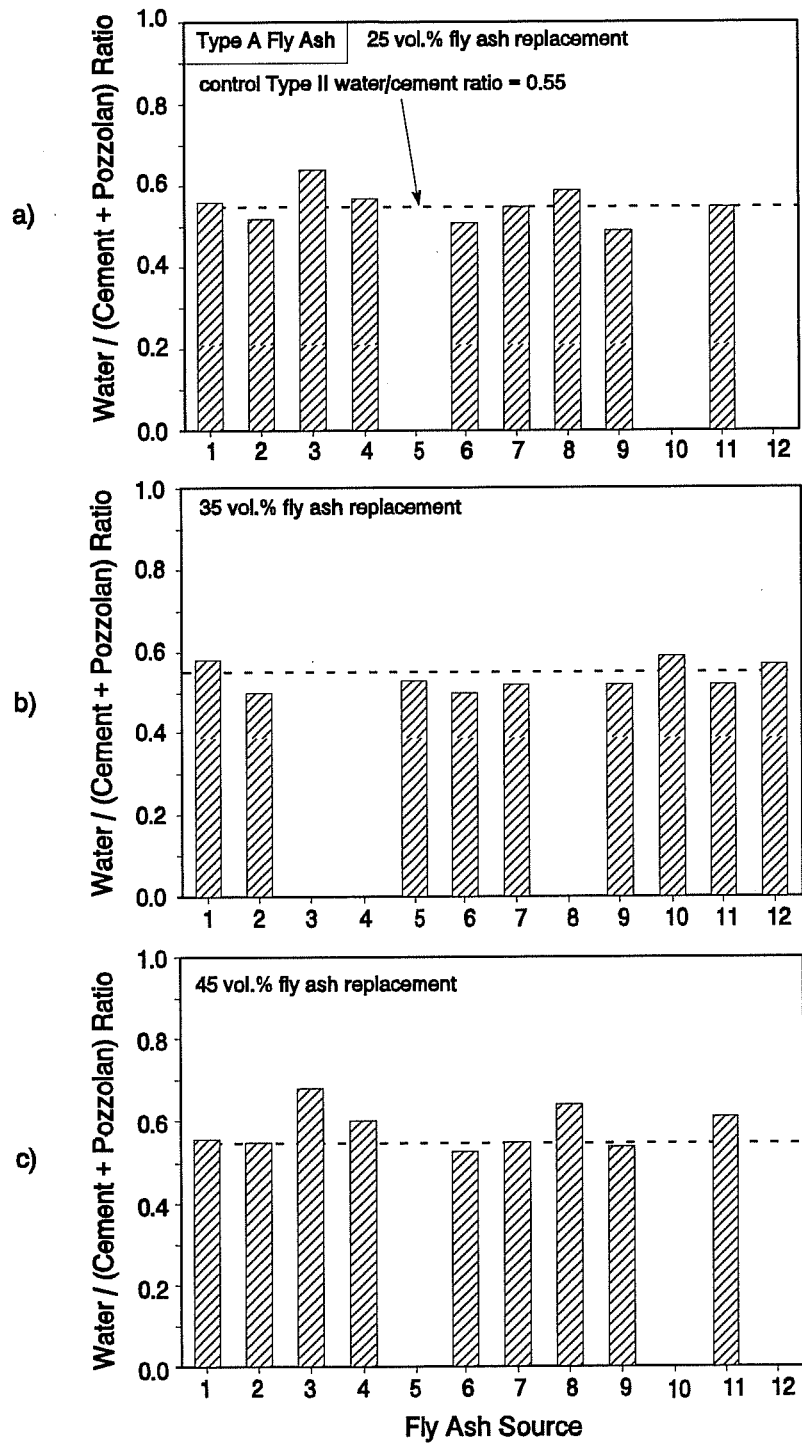 a)
Water / (Cement + Pozzolan) Ratio
1.0
0.8
0.6
0.4
0.2
0.0
Type A Fly Ash 25 vol.% fly ash replacement
control Type II water/cement ratio = 0.55
1 2 3 4 5 6 7 8 9 10 11 12
b)
Water / (Cement + Pozzolan) Ratio
1.0
0.8
0.6
0.4
0.2
0.0
35 vol.% fly ash replacement
1 2 3 4 5 6 7 8 9 10 11 12
c)
Water / (Cement + Pozzolan) Ratio
1.0
0.8
0.6
0.4
0.2
0.0
45 vol.% fly ash replacement
1 2 3 4 5 6 7 8 9 10 11 12
Fly Ash Source